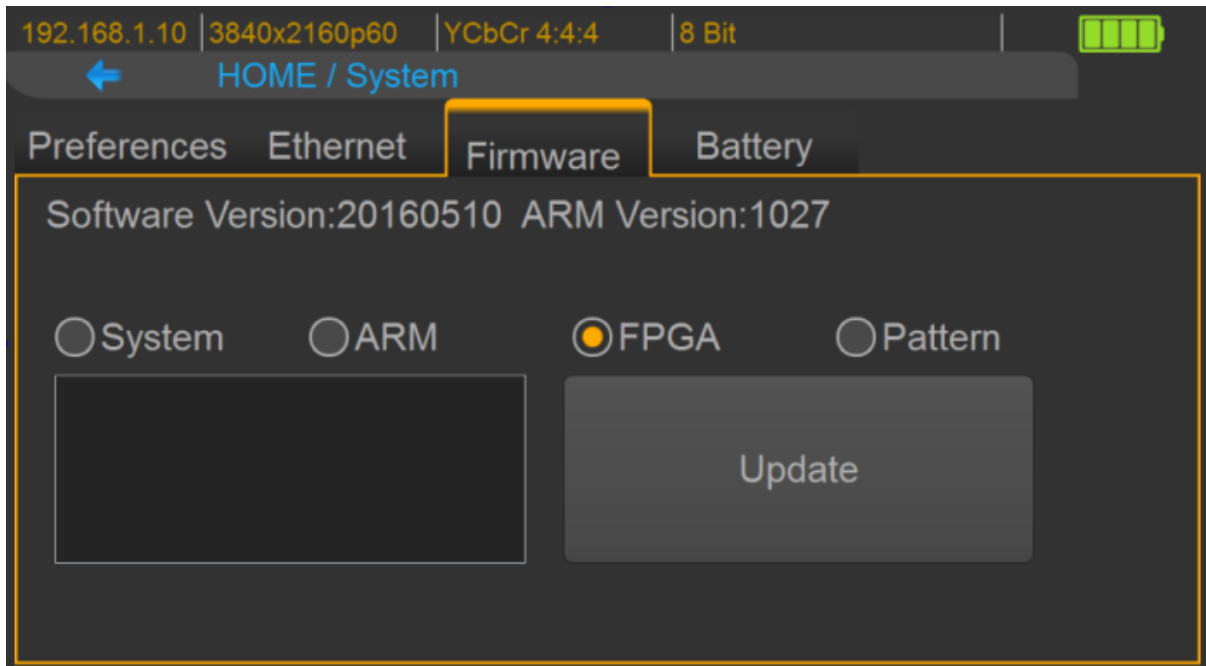 192.168.1.10 3840x2160p60 YCbCr 4:4:4 8 Bit
HOME / System
Preferences Ethernet Firmware Battery
Software Version:20160510 ARM Version:1027
System ARM FPGA Pattern
Update